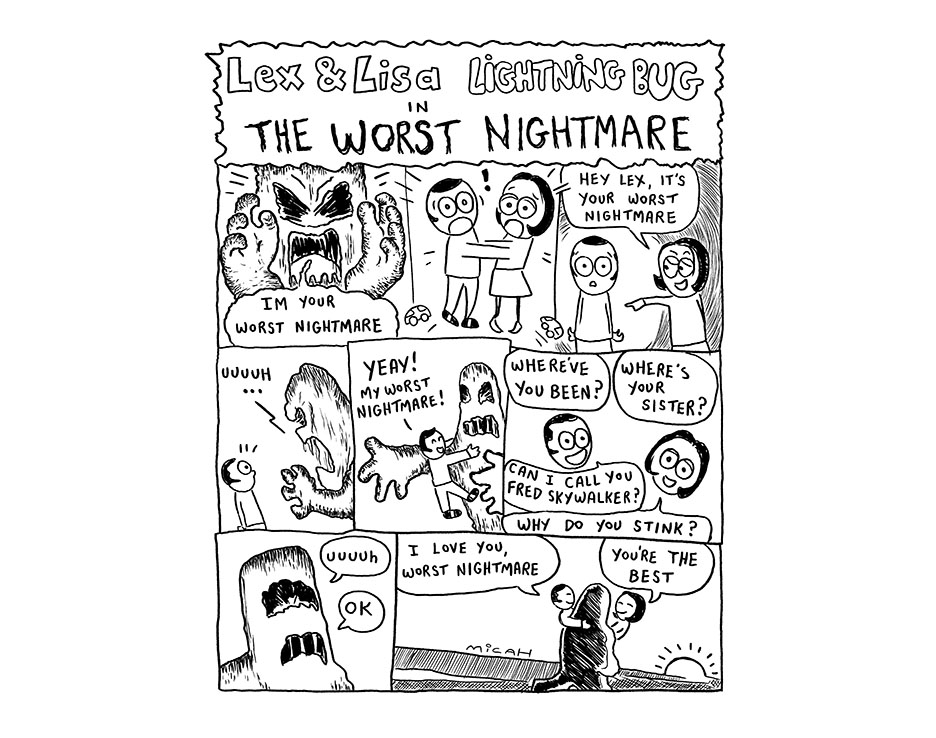 Lex & Lisa LIGHTNING BUG
IN
THE WORST NIGHTMARE
IM YOUR
WORST NIGHTMARE
!
HEY LEX, IT'S
YOUR WORST
NIGHTMARE
UUUUH
...
YEAY!
MY WORST
NIGHTMARE!
WHERE'VE
YOU BEEN?
WHERE'S
YOUR
SISTER?
CAN I CALL YOU
FRED SKYWALKER?
WHY DO YOU STINK?
UUUUh
OK
I LOVE YOU,
WORST NIGHTMARE
YOU'RE THE
BEST
MiCAH